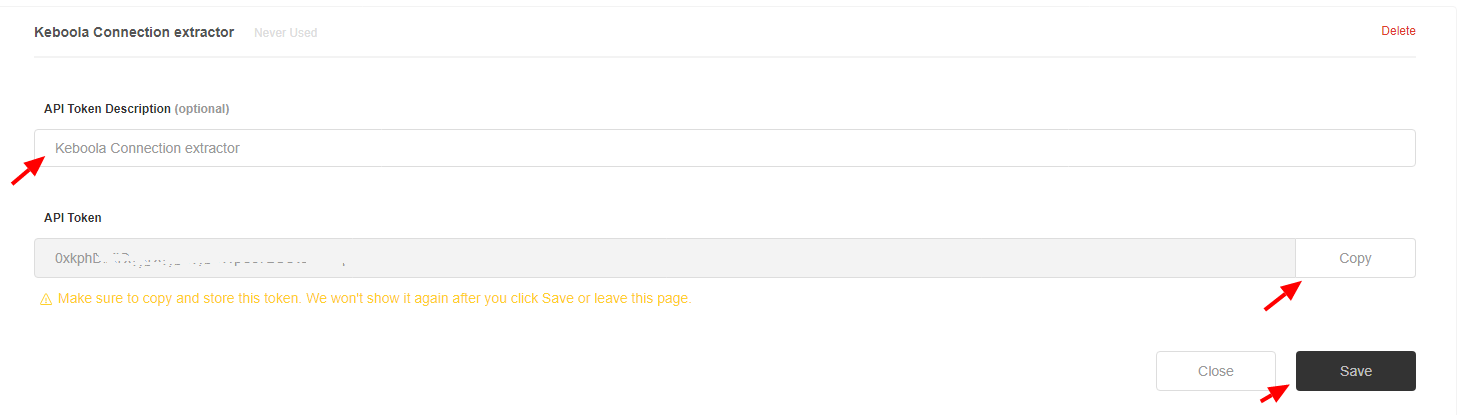 Keboola Connection extractor Never Used Delete
API Token Description (optional)
Keboola Connection extractor
API Token
Copy
Make sure to copy and store this token. We won't show it again after you click Save or leave this page.
Close Save